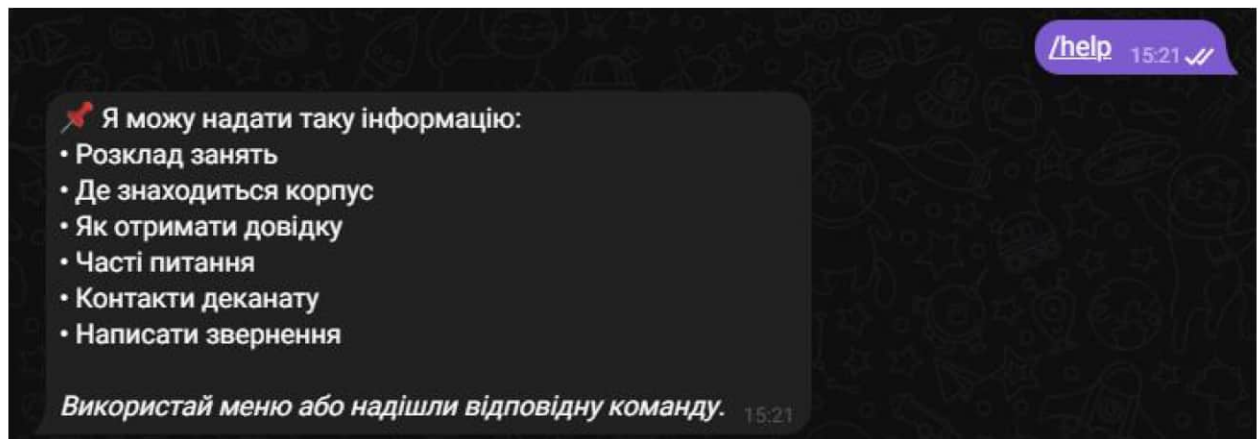 /help 15:21
📌 Я можу надати таку інформацію:
• Розклад занять
• Де знаходиться корпус
• Як отримати довідку
• Часті питання
• Контакти деканату
• Написати звернення
Використай меню або надішли відповідну команду. 15:21